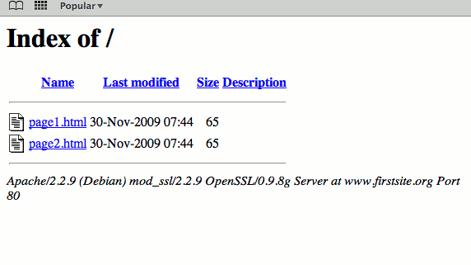 Popular
Index of /
Name Last modified Size Description
page1.html 30-Nov-2009 07:44 65
page2.html 30-Nov-2009 07:44 65
Apache/2.2.9 (Debian) mod_ssl/2.2.9 OpenSSL/0.9.8g Server at www.firstsite.org Port
80